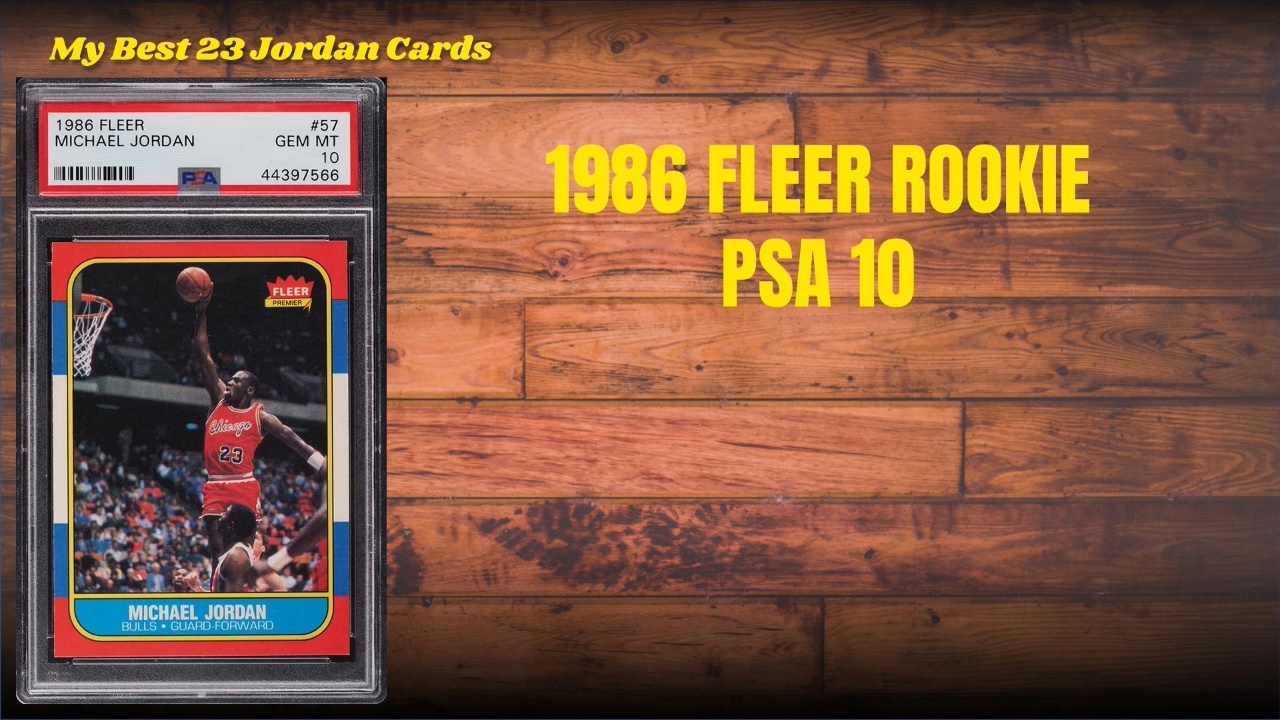 My Best 23 Jordan Cards
1986 FLEER #57
MICHAEL JORDAN GEM MT
10
PSA 44397566
1986 FLEER ROOKIE
PSA 10
FLEER
PREMIER
Chicago
23
MICHAEL JORDAN
BULLS • GUARD-FORWARD